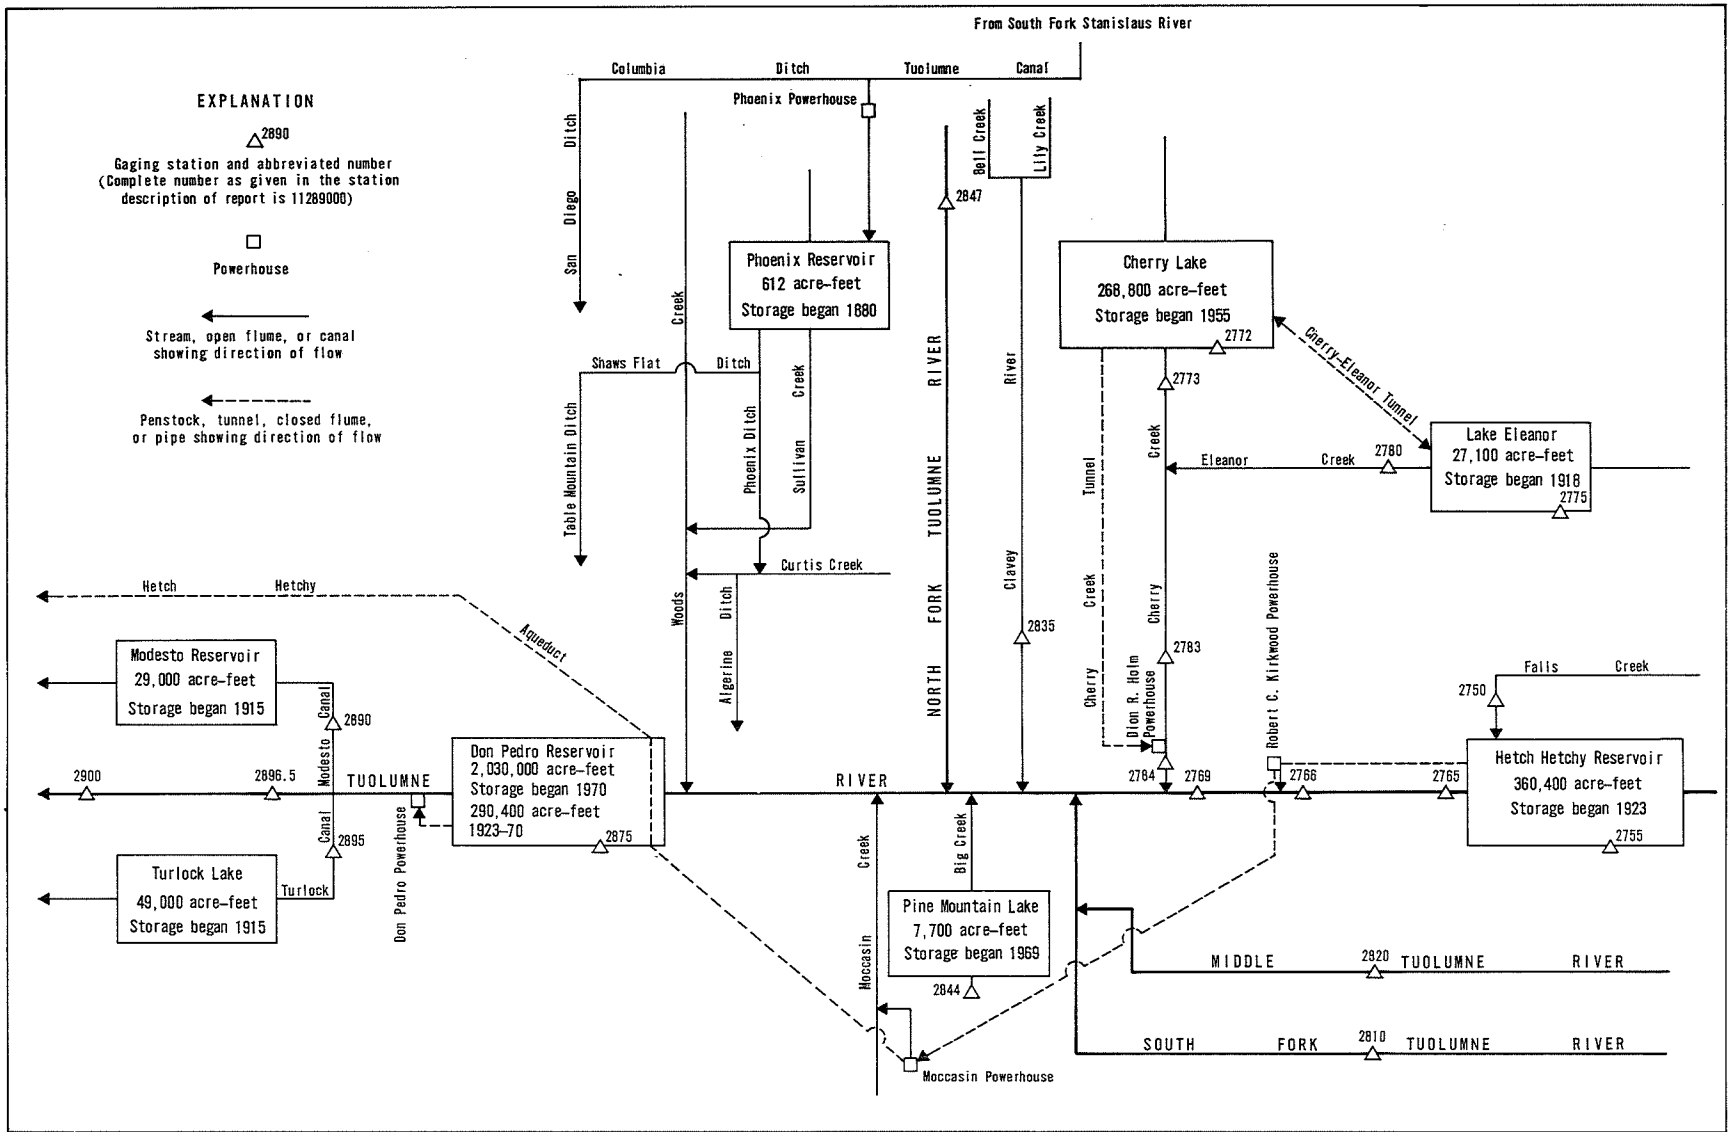 From South Fork Stanislaus River
Columbia Ditch Tuolumne Canal
EXPLANATION
2890
Gaging station and abbreviated number
(Complete number as given in the station
description of report is 11289000)
Powerhouse
Stream, open flume, or canal
showing direction of flow
Penstock, tunnel, closed flume,
or pipe showing direction of flow
San Diego Ditch
Phoenix Powerhouse
Phoenix Reservoir
612 acre-feet
Storage began 1880
Shaws Flat Ditch
Table Mountain Ditch
Phoenix Ditch
Sullivan Creek
Woods Creek
Curtis Creek
Algerine Ditch
2847
NORTH FORK TUOLUMNE RIVER
Bell Creek
Lily Creek
Clavey River
2835
Cherry Lake
268,800 acre-feet
Storage began 1955
2772
2773
Cherry-Eleanor Tunnel
Lake Eleanor
27,100 acre-feet
Storage began 1918
2775
2780
Eleanor Creek
Cherry Creek
Cherry Creek Tunnel
2783
Dion R. Holm
Powerhouse
2784
Robert C. Kirkwood Powerhouse
Falls Creek
2750
Hetch Hetchy Reservoir
360,400 acre-feet
Storage began 1923
2755
2765
2766
2769
Hetch Hetchy Aqueduct
Modesto Reservoir
29,000 acre-feet
Storage began 1915
Modesto Canal
2890
2900
2896.5
TUOLUMNE RIVER
Don Pedro Reservoir
2,030,000 acre-feet
Storage began 1970
290,400 acre-feet
1923-70
2875
Don Pedro Powerhouse
2895
Turlock Canal
Turlock Lake
49,000 acre-feet
Storage began 1915
Moccasin Creek
Moccasin Powerhouse
Big Creek
Pine Mountain Lake
7,700 acre-feet
Storage began 1969
2844
MIDDLE TUOLUMNE RIVER
2820
SOUTH FORK TUOLUMNE RIVER
2810